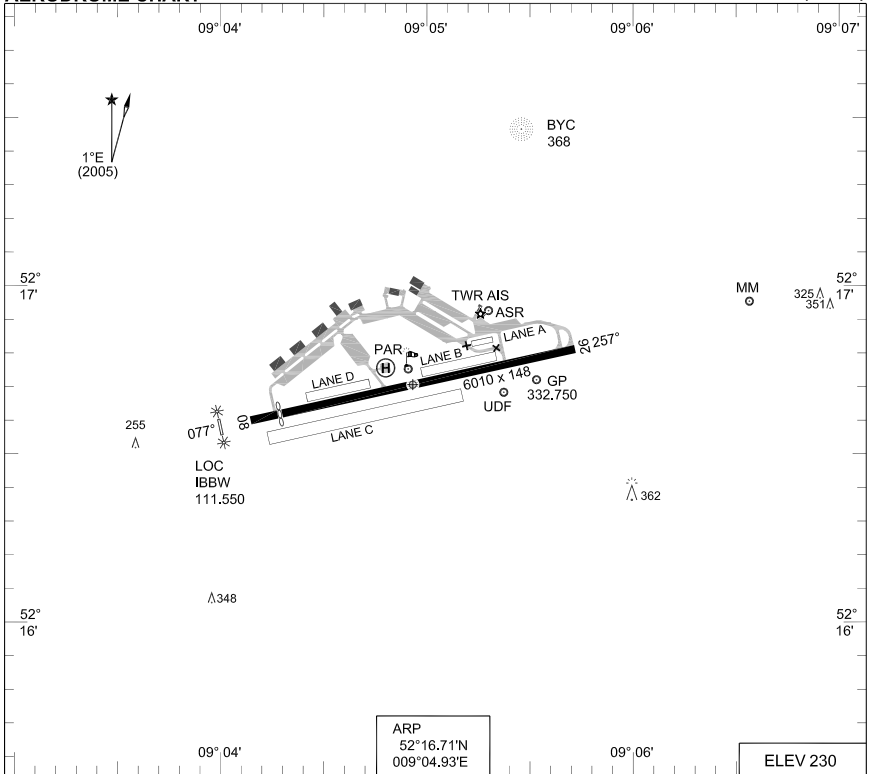 AERODROME CHART
09° 04'
09° 05'
09° 06'
09° 07'
1°E
(2005)
BYC
368
52°
17'
52°
17'
MM
325
351
TWR AIS
ASR
LANE A
PAR
H
LANE B
26 257°
LANE D
6010 x 148
GP
332.750
UDF
08
077°
LANE C
255
LOC
IBBW
111.550
362
348
52°
16'
52°
16'
09° 04'
09° 06'
ARP
52°16.71'N
009°04.93'E
ELEV 230